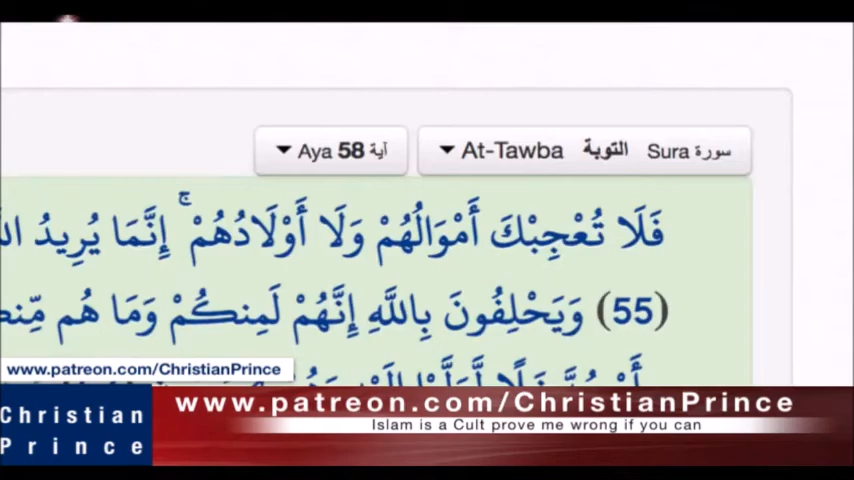 آية Aya 58
سورة Sura التوبة At-Tawba
فَلَا تُعْجِبْكَ أَمْوَالُهُمْ وَلَا أَوْلَادُهُمْ ۚ إِنَّمَا يُرِيدُ
(55) وَيَحْلِفُونَ بِاللَّهِ إِنَّهُمْ لَمِنكُمْ وَمَا هُم
www.patreon.com/ChristianPrince
www.patreon.com/ChristianPrince
Islam is a Cult prove me wrong if you can
Christian
Prince